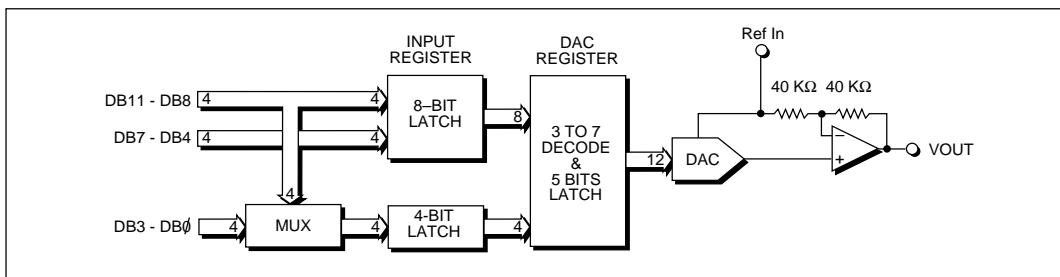 INPUT
REGISTER
DAC
REGISTER
Ref In
40 KΩ 40 KΩ
DB11 - DB8
4
4
8–BIT
LATCH
DB7 - DB4
4
4
8
3 TO 7
DECODE
&
5 BITS
LATCH
12
DAC
–
+
VOUT
4
DB3 - DB0
4
MUX
4
4-BIT
LATCH
4